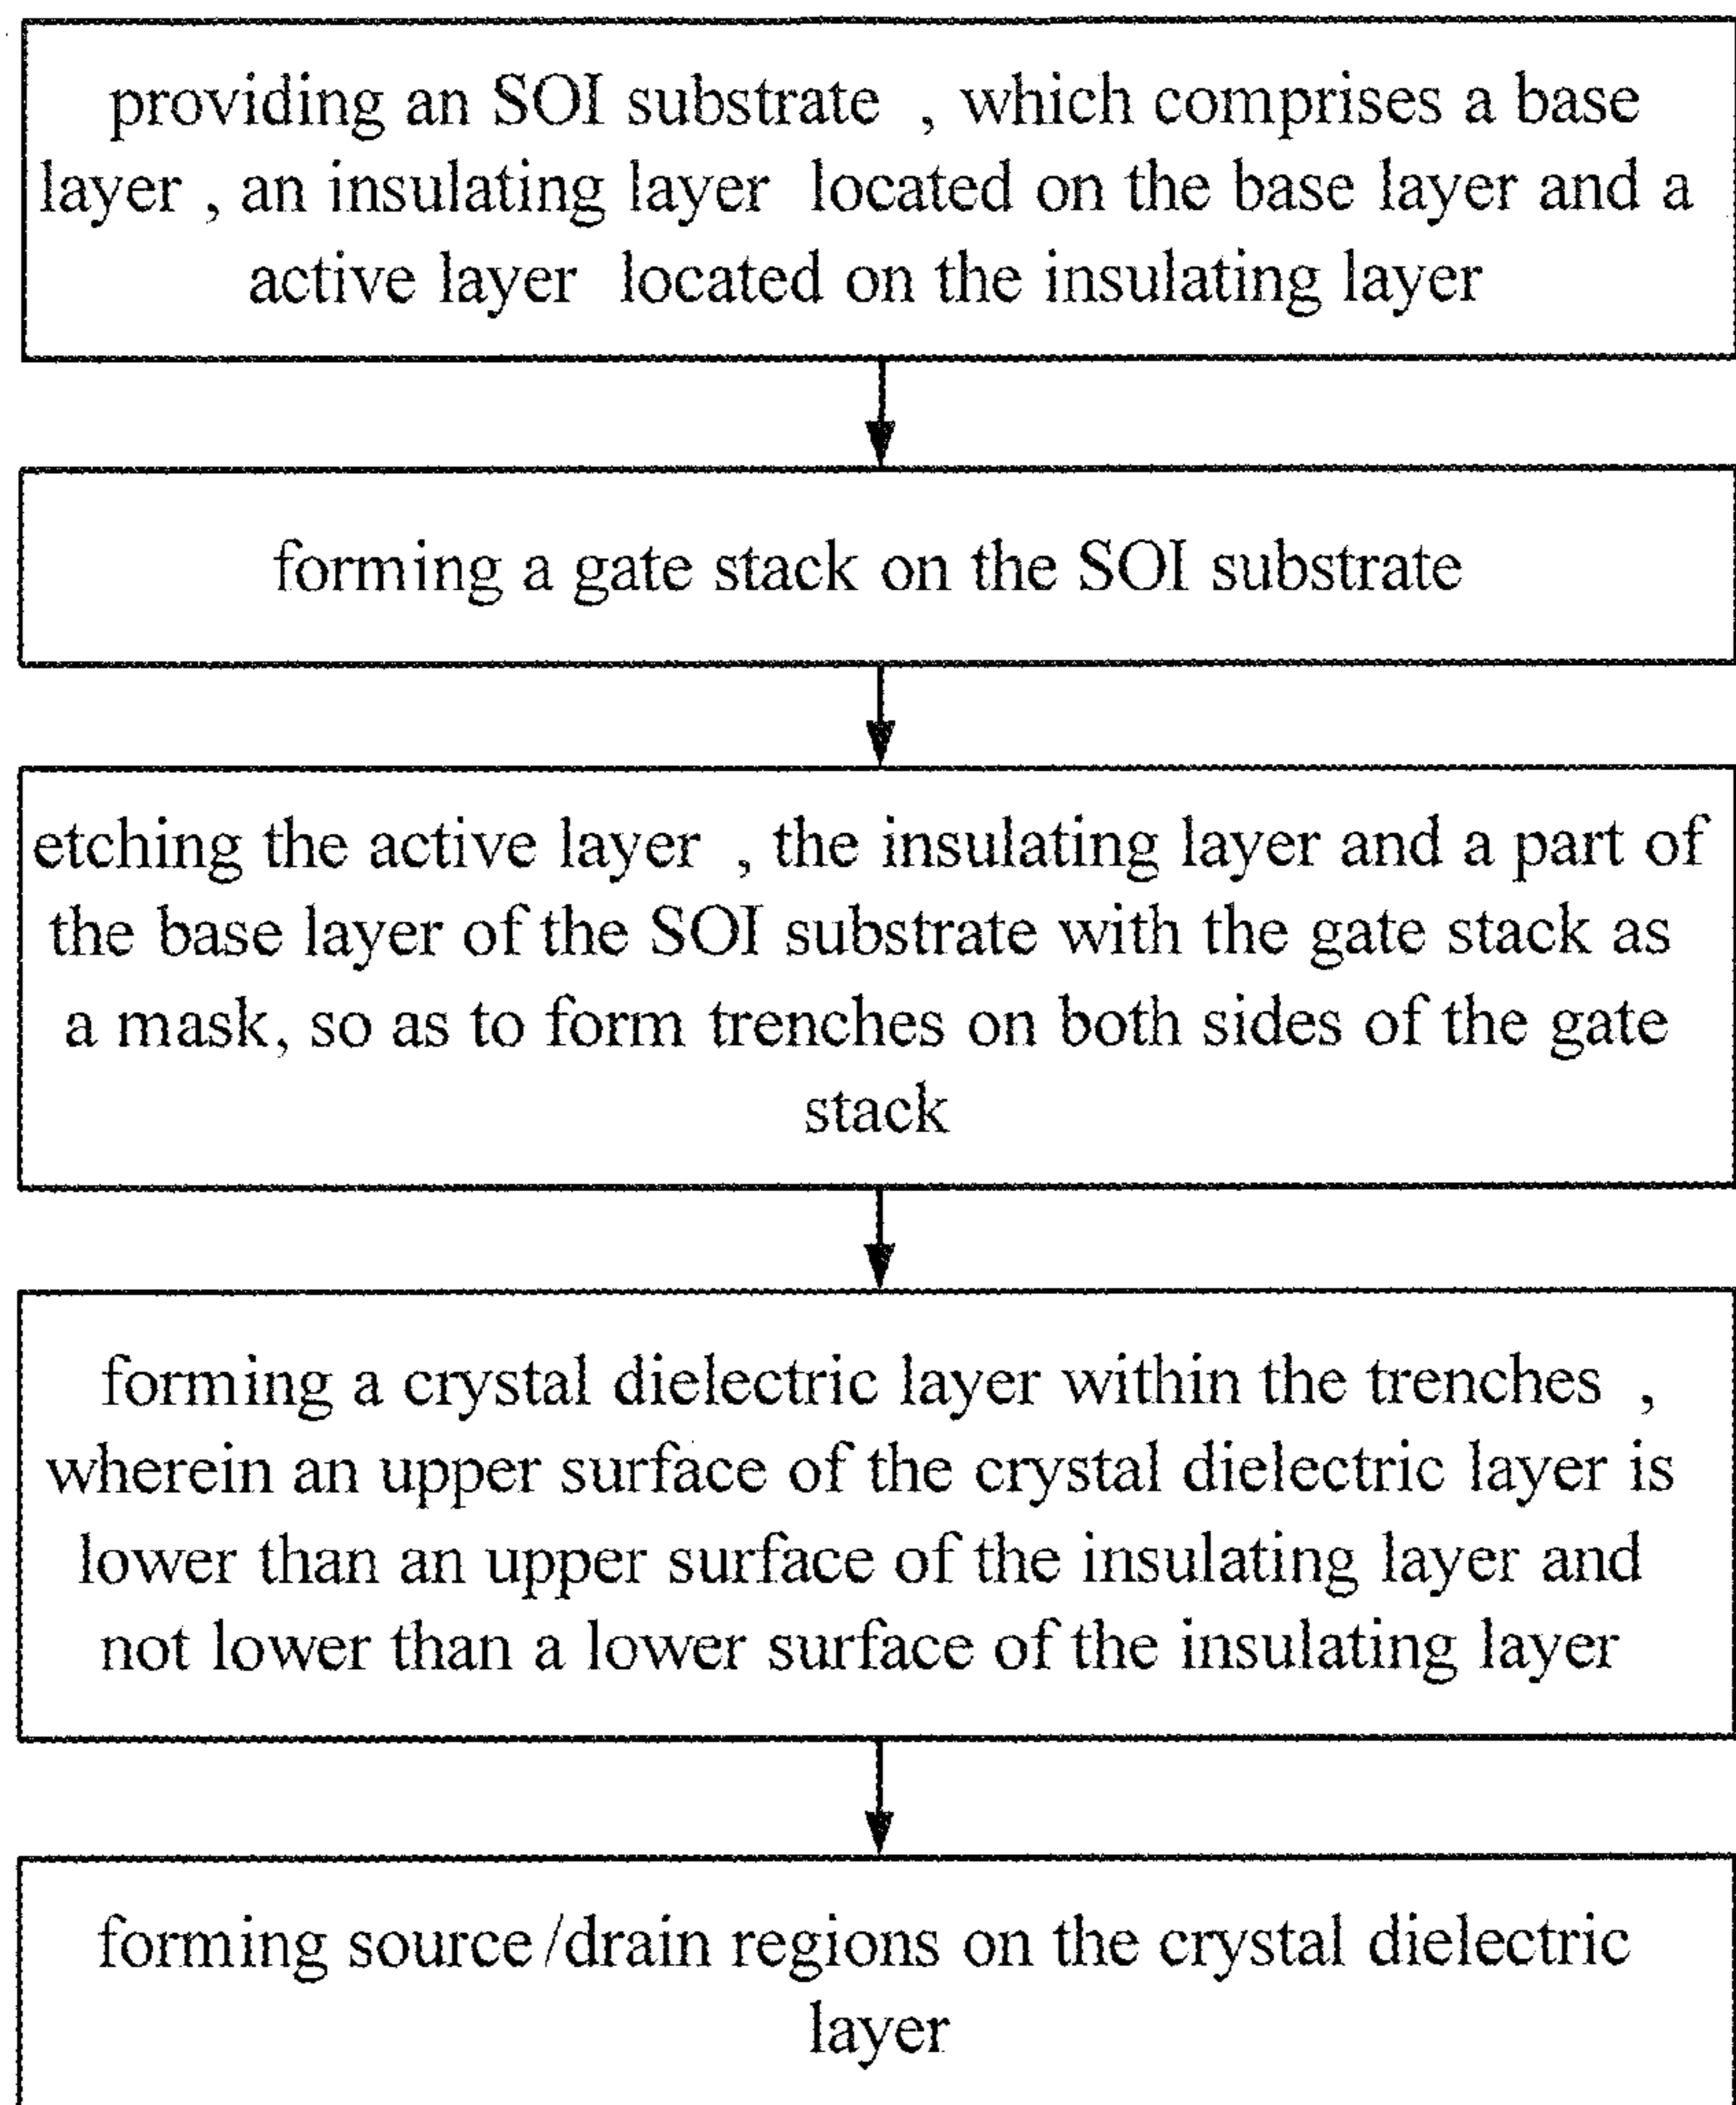 providing an SOI substrate , which comprises a base
layer , an insulating layer located on the base layer and a
active layer located on the insulating layer
forming a gate stack on the SOI substrate
etching the active layer , the insulating layer and a part of
the base layer of the SOI substrate with the gate stack as
a mask, so as to form trenches on both sides of the gate
stack
forming a crystal dielectric layer within the trenches ,
wherein an upper surface of the crystal dielectric layer is
lower than an upper surface of the insulating layer and
not lower than a lower surface of the insulating layer
forming source/drain regions on the crystal dielectric
layer